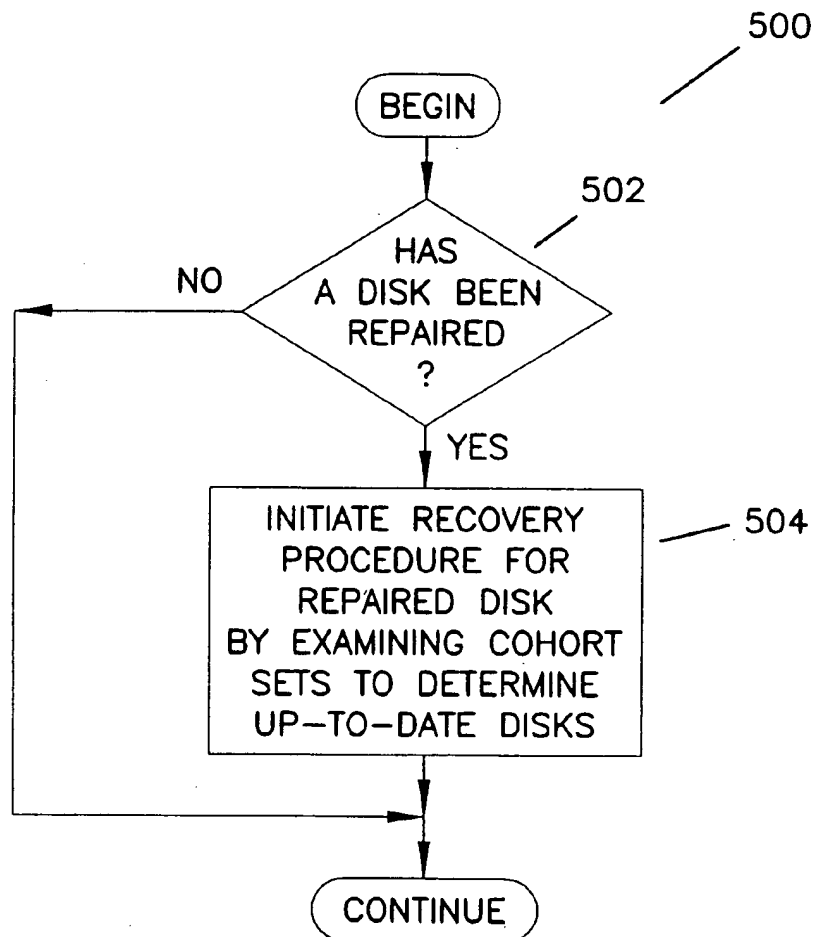 500
BEGIN
502
HAS
A DISK BEEN
REPAIRED
?
NO
YES
INITIATE RECOVERY
PROCEDURE FOR
REPAIRED DISK
BY EXAMINING COHORT
SETS TO DETERMINE
UP-TO-DATE DISKS
504
CONTINUE